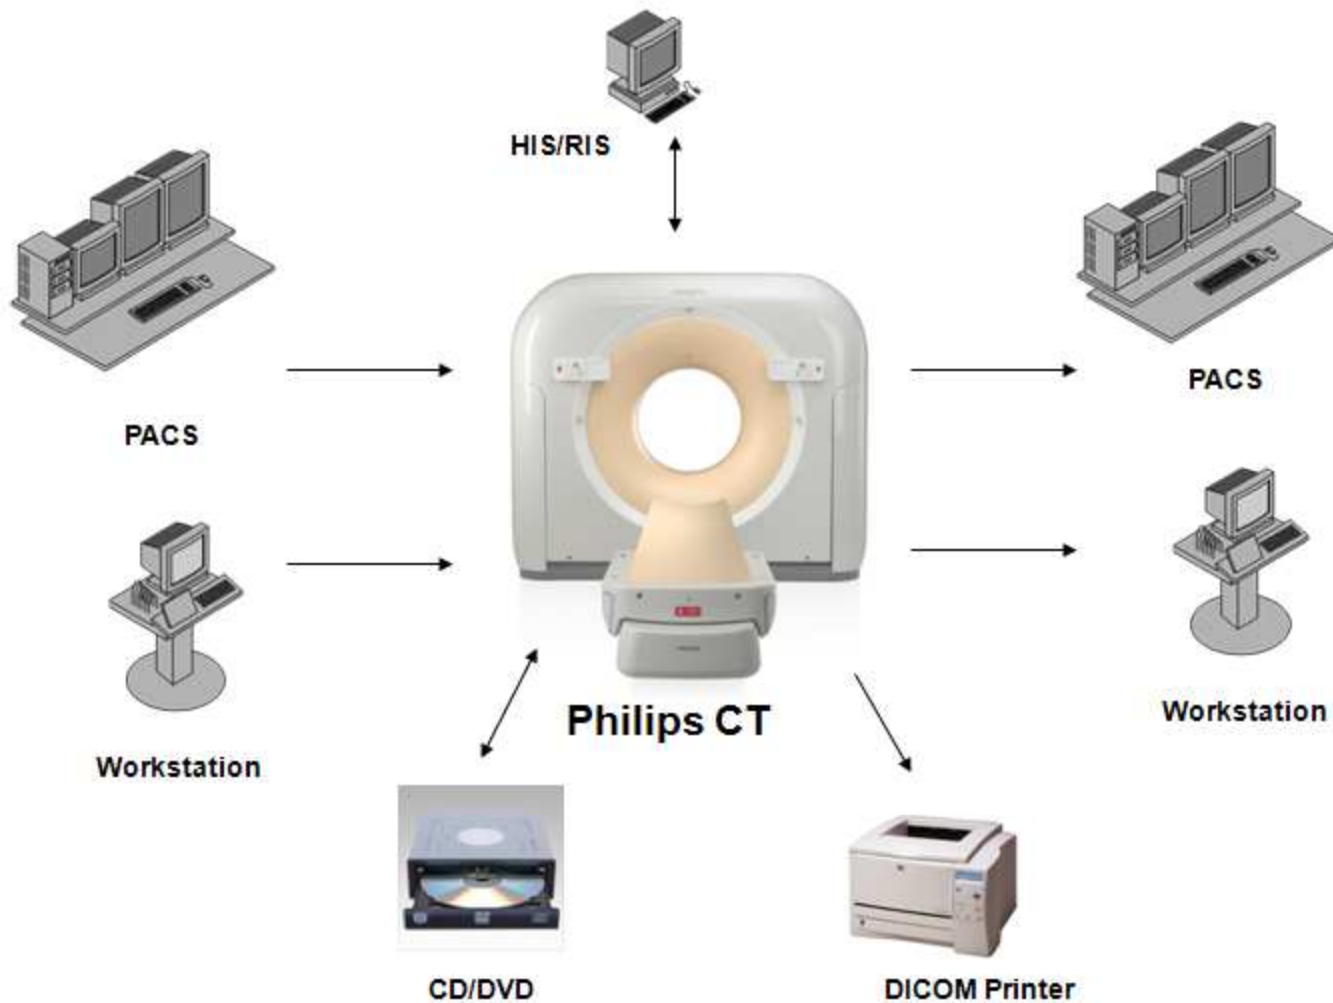 HIS/RIS
PACS
PACS
Workstation
Philips CT
Workstation
CD/DVD
DICOM Printer